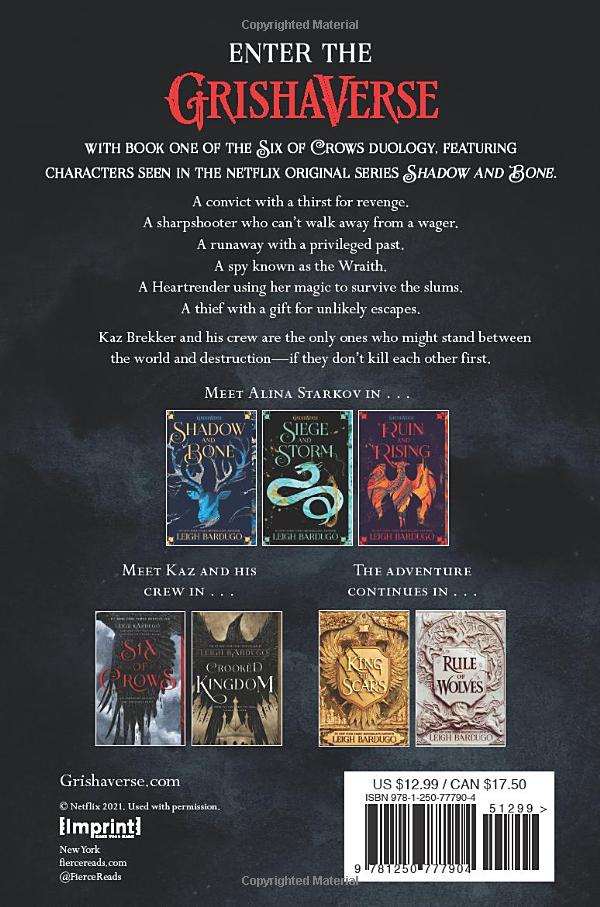 Copyrighted Material
ENTER THE
GRISHAVERSE
WITH BOOK ONE OF THE SIX OF CROWS DUOLOGY, FEATURING
CHARACTERS SEEN IN THE NETFLIX ORIGINAL SERIES SHADOW AND BONE.
A convict with a thirst for revenge.
A sharpshooter who can't walk away from a wager.
A runaway with a privileged past.
A spy known as the Wraith.
A Heartrender using her magic to survive the slums.
A thief with a gift for unlikely escapes.
Kaz Brekker and his crew are the only ones who might stand between
the world and destruction—if they don't kill each other first.
MEET ALINA STARKOV IN . . .
GRISHAVERSE
SHADOW
AND
BONE
LEIGH BARDUGO
GRISHAVERSE
SIEGE
AND
STORM
LEIGH BARDUGO
GRISHAVERSE
RUIN
AND
RISING
LEIGH BARDUGO
MEET KAZ AND HIS
CREW IN . . .
LEIGH BARDUGO
SIX
OF
CROWS
LEIGH BARDUGO
CROOKED
KINGDOM
THE ADVENTURE
CONTINUES IN . . .
KING
OF
SCARS
LEIGH BARDUGO
RULE
OF
WOLVES
LEIGH BARDUGO
Grishaverse.com
© Netflix 2021. Used with permission.
[Imprint]
New York
fiercereads.com
@FierceReads
US $12.99 / CAN $17.50
ISBN 978-1-250-77790-4
51299 >
9 781250 777904
Copyrighted Material